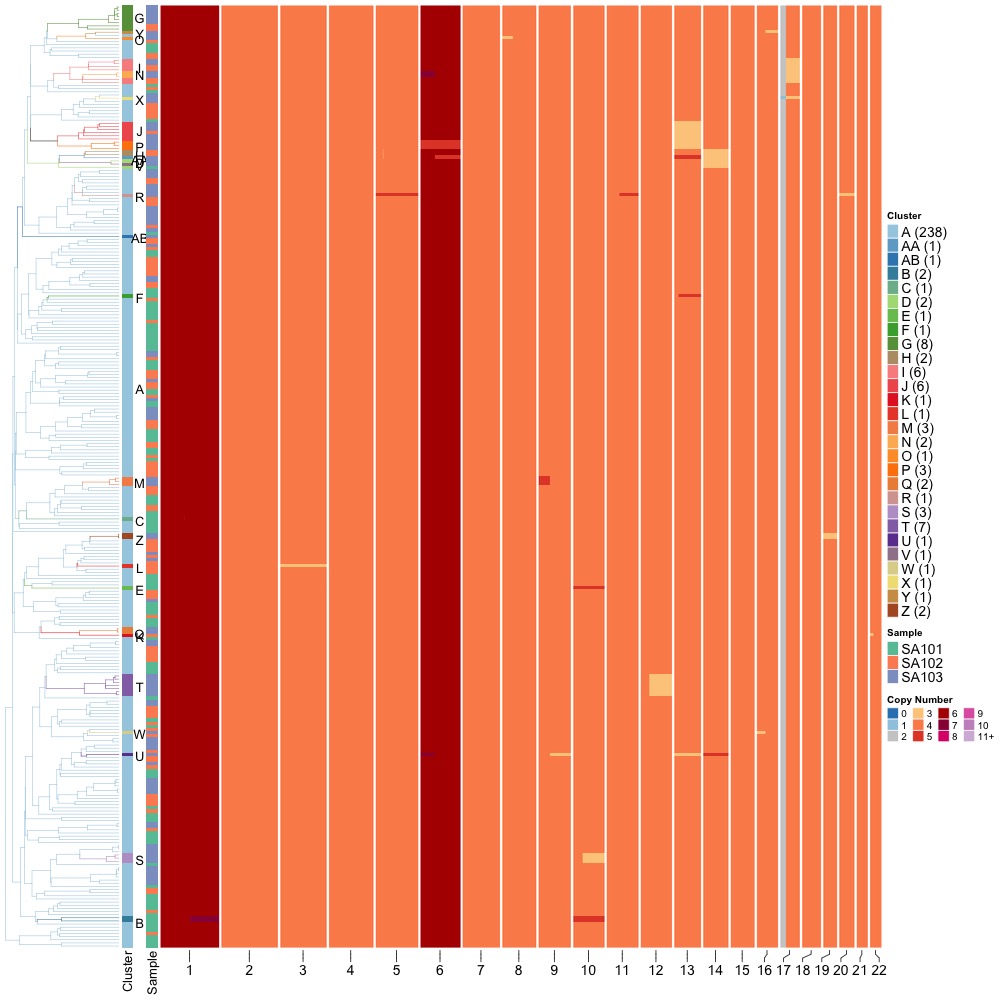 G
Y
O
I
N
X
J
P
H
AA
D
V
R
AB
F
A
M
C
Z
L
E
Q
K
T
W
U
S
B
Cluster
Sample
1 2 3 4 5 6 7 8 9 10 11 12 13 14 15 16 17 18 19 20 21 22
Cluster
A (238)
AA (1)
AB (1)
B (2)
C (1)
D (2)
E (1)
F (1)
G (8)
H (2)
I (6)
J (6)
K (1)
L (1)
M (3)
N (2)
O (1)
P (3)
Q (2)
R (1)
S (3)
T (7)
U (1)
V (1)
W (1)
X (1)
Y (1)
Z (2)
Sample
SA101
SA102
SA103
Copy Number
0 3 6 9
1 4 7 10
2 5 8 11+